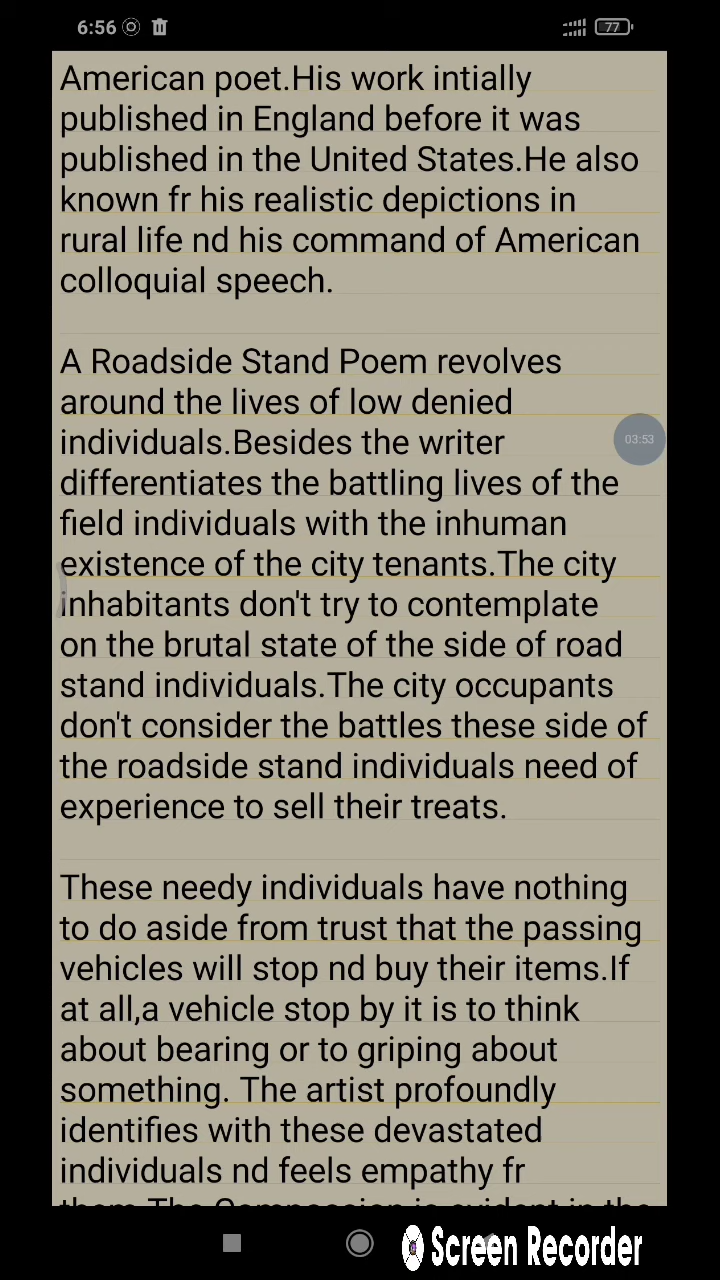 6:56
77
American poet.His work intially
published in England before it was
published in the United States.He also
known fr his realistic depictions in
rural life nd his command of American
colloquial speech.
A Roadside Stand Poem revolves
around the lives of low denied
individuals.Besides the writer
03:53
differentiates the battling lives of the
field individuals with the inhuman
existence of the city tenants.The city
inhabitants don't try to contemplate
on the brutal state of the side of road
stand individuals.The city occupants
don't consider the battles these side of
the roadside stand individuals need of
experience to sell their treats.
These needy individuals have nothing
to do aside from trust that the passing
vehicles will stop nd buy their items.If
at all,a vehicle stop by it is to think
about bearing or to griping about
something. The artist profoundly
identifies with these devastated
individuals nd feels empathy fr
them.The Compassion is evident in the
Screen Recorder